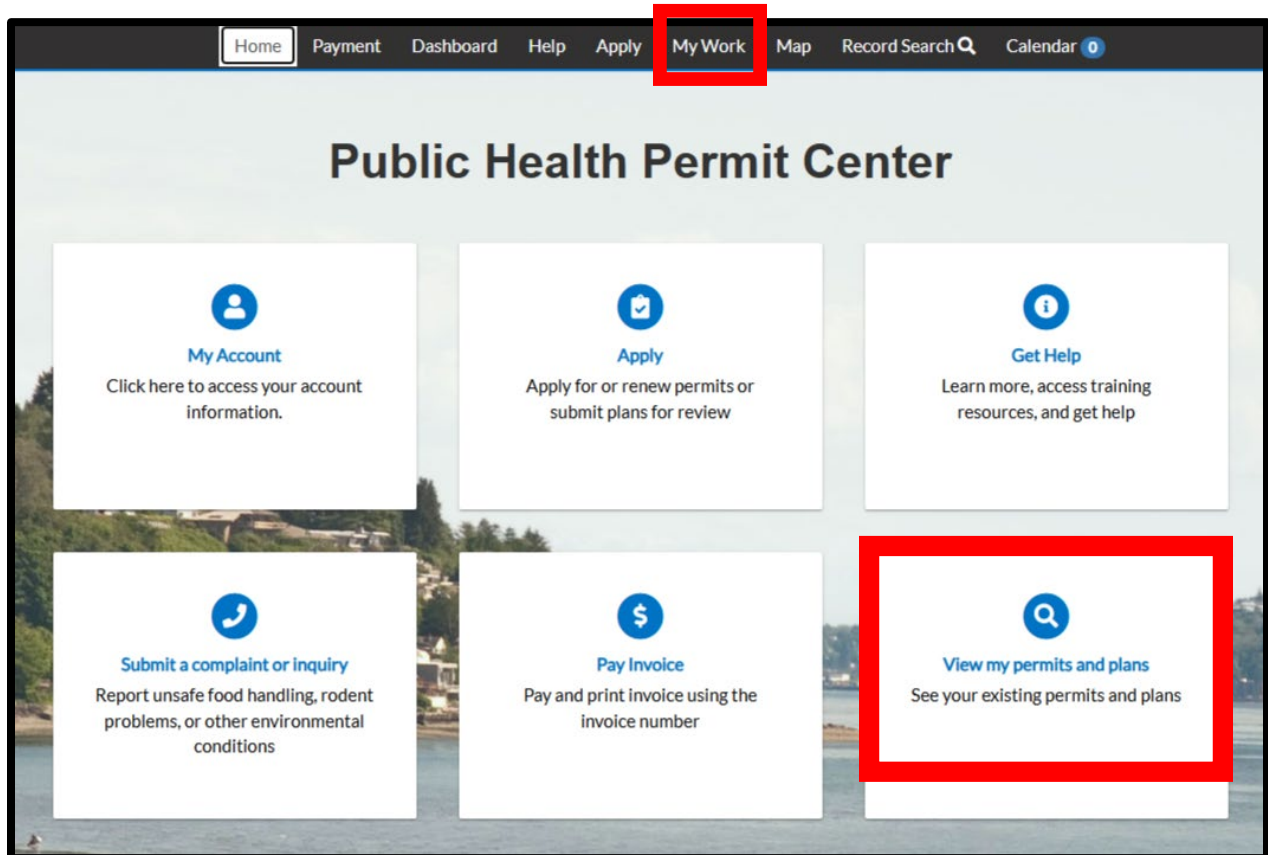 Home Payment Dashboard Help Apply My Work Map Record Search Calendar 0
Public Health Permit Center
My Account
Click here to access your account
information.
Apply
Apply for or renew permits or
submit plans for review
Get Help
Learn more, access training
resources, and get help
Submit a complaint or inquiry
Report unsafe food handling, rodent
problems, or other environmental
conditions
$
Pay Invoice
Pay and print invoice using the
invoice number
View my permits and plans
See your existing permits and plans